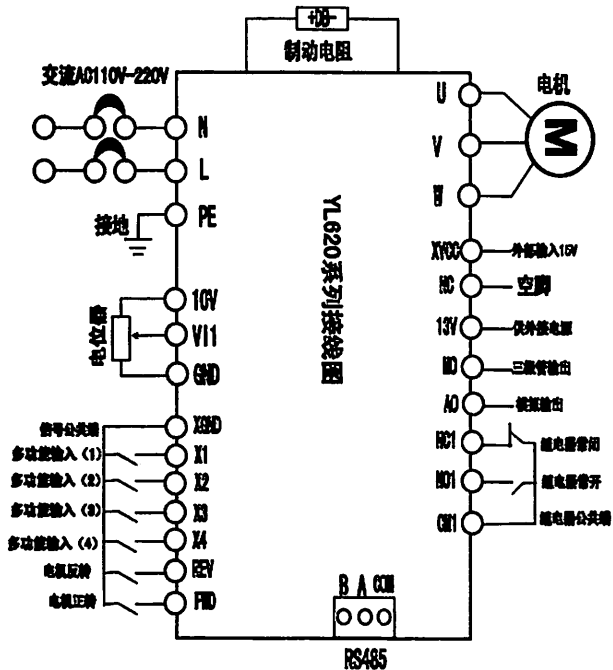 +DB-
制动电阻
交流AC110V-220V
N
L
PE
接地
10V
VI1
GND
电位器
XGND
信号公共端
X1
多功能输入（1）
X2
多功能输入（2）
X3
多功能输入（3）
X4
多功能输入（4）
REV
电机反转
FWD
电机正转
YL620系列接线图
U
V
W
电机
M
XVCC
外部输入15V
NC
空脚
13V
供外接电源
MO
三极管输出
AO
模拟输出
NC1
继电器常闭
NO1
继电器常开
CM1
继电器公共端
B A COM
RS485